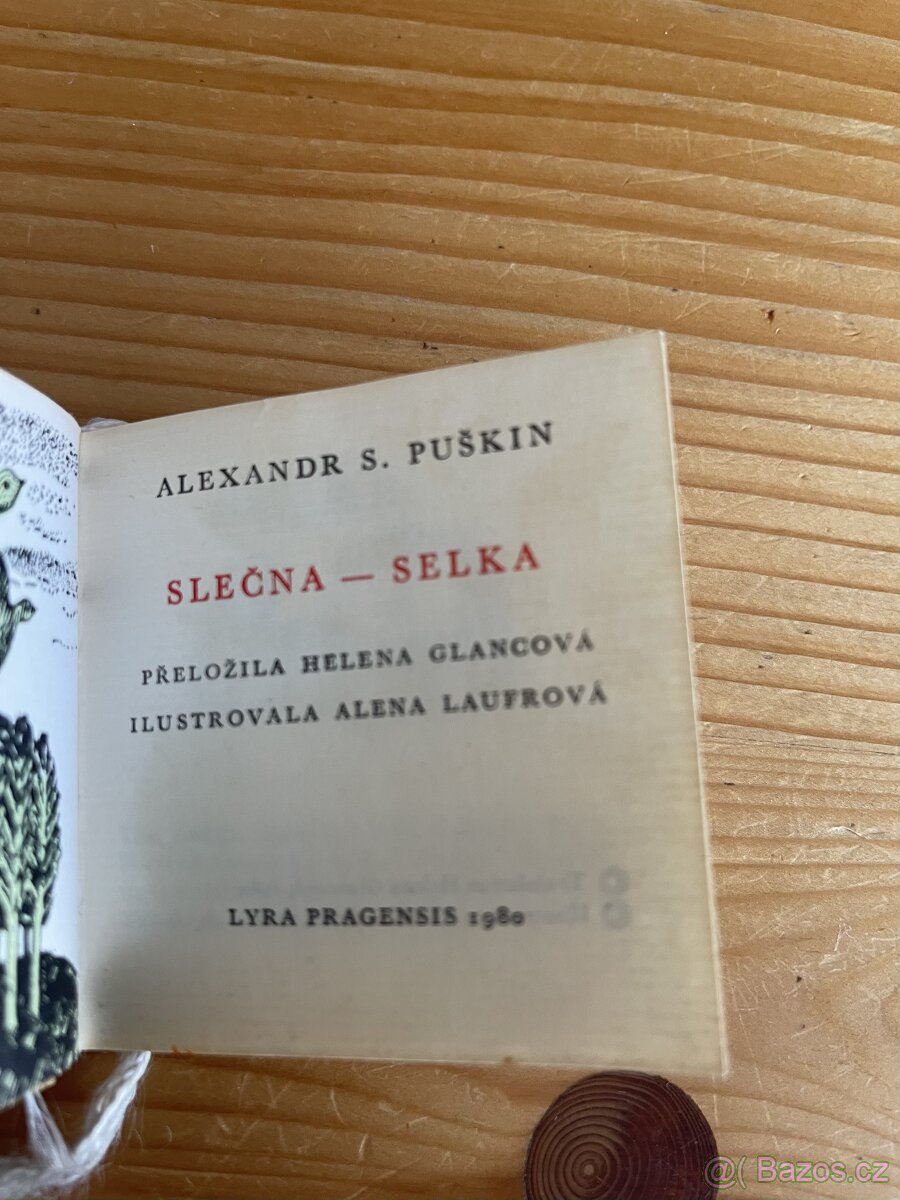 ALEXANDR S. PUŠKIN
SLEČNA — SELKA
PŘELOŽILA HELENA GLANCOVÁ
ILUSTROVALA ALENA LAUFROVÁ
LYRA PRAGENSIS 1980
@( Bazos.cz